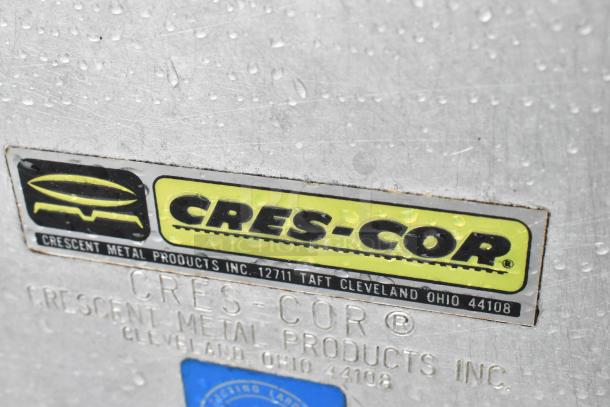 CRES-COR®
CRESCENT METAL PRODUCTS INC. 12711 TAFT CLEVELAND OHIO 44108
CRES-COR®
CRESCENT METAL PRODUCTS INC.
CLEVELAND, OHIO 44108